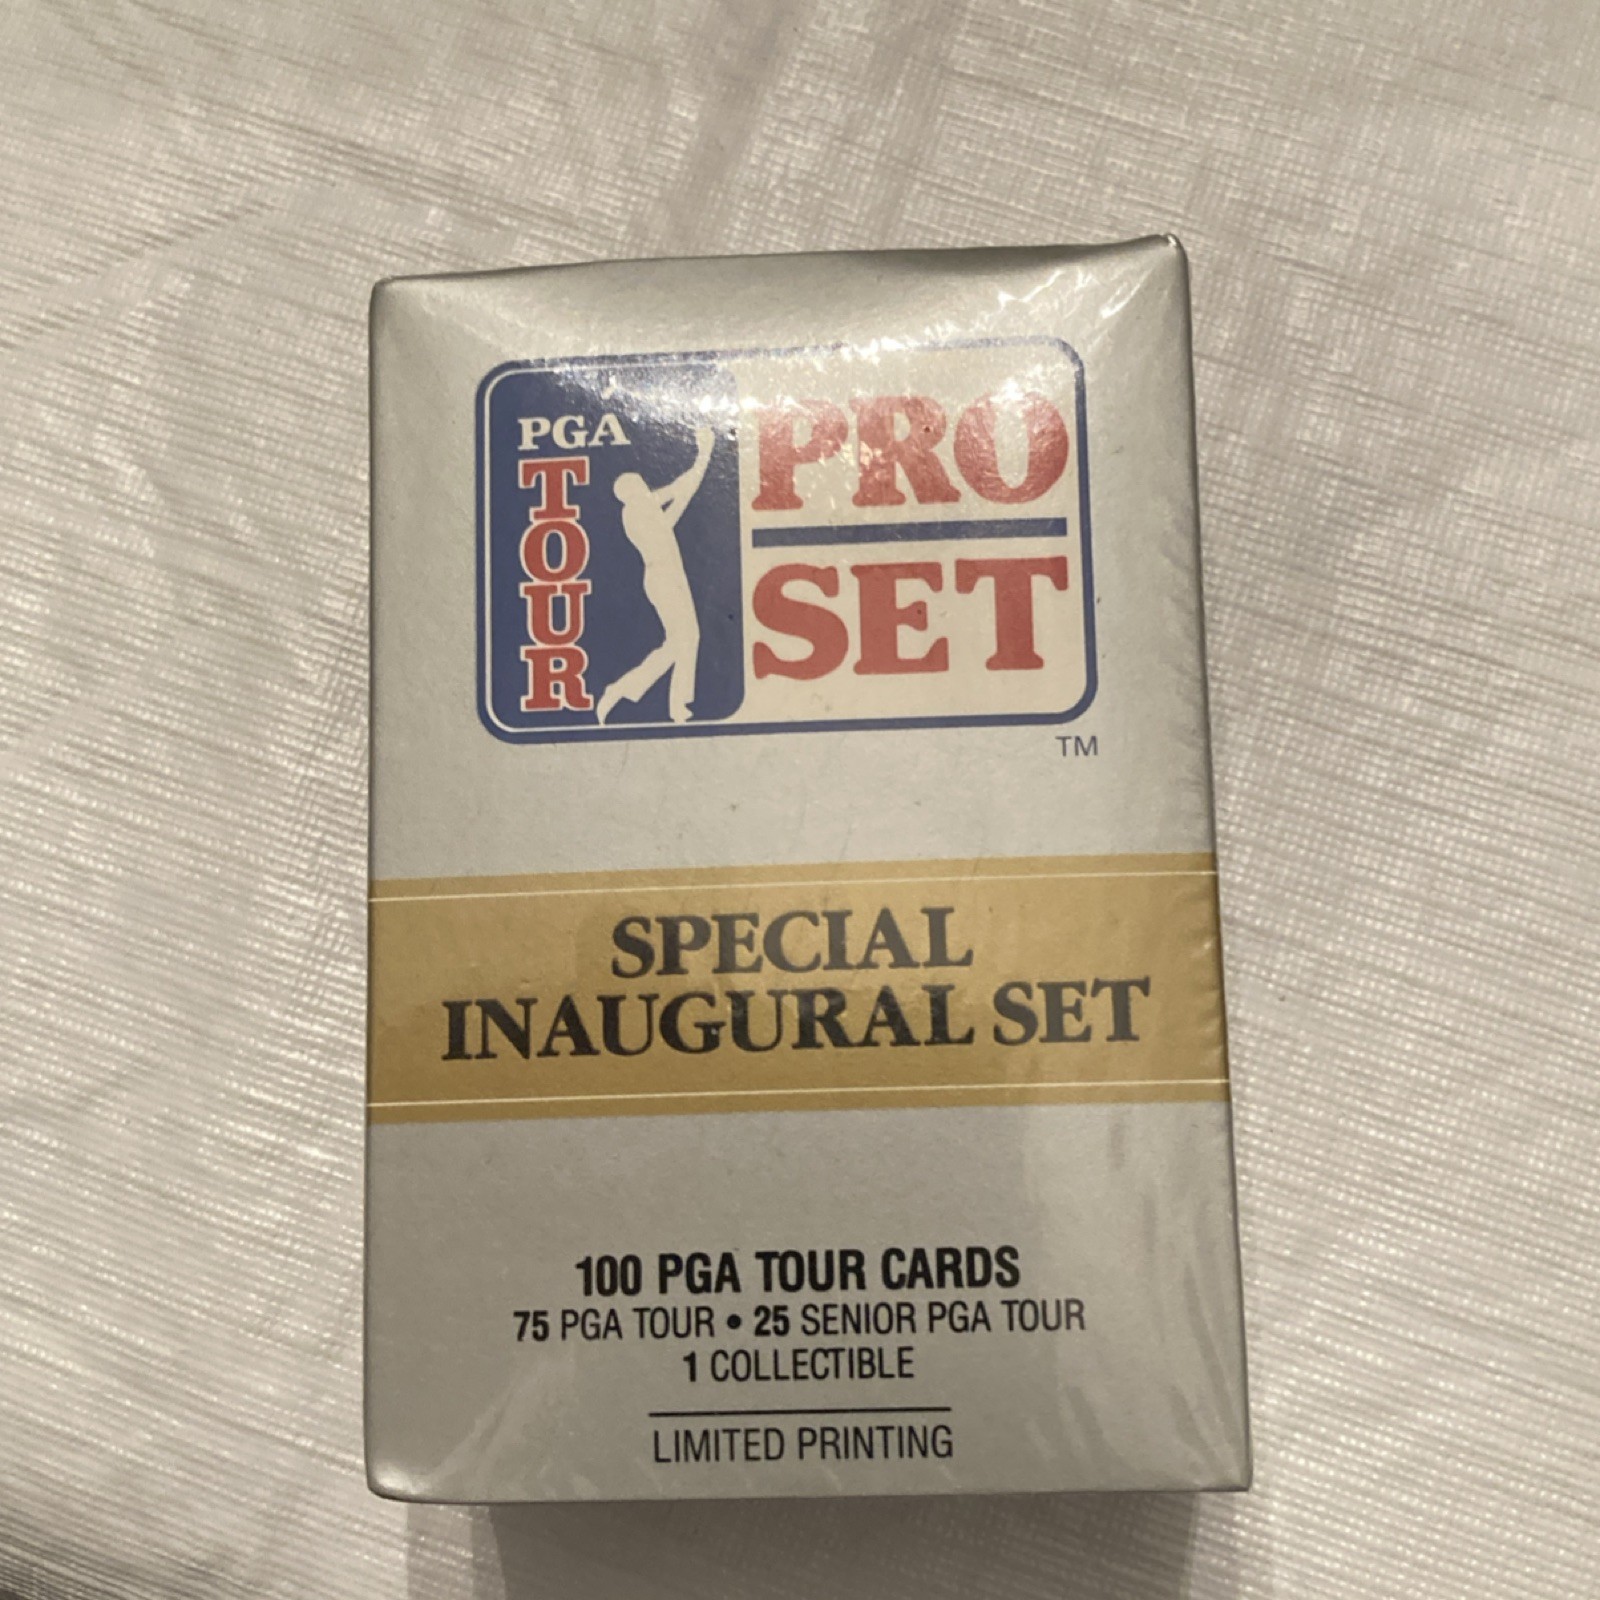 PGA
TOUR
PRO
SET
TM
SPECIAL
INAUGURAL SET
100 PGA TOUR CARDS
75 PGA TOUR • 25 SENIOR PGA TOUR
1 COLLECTIBLE
LIMITED PRINTING